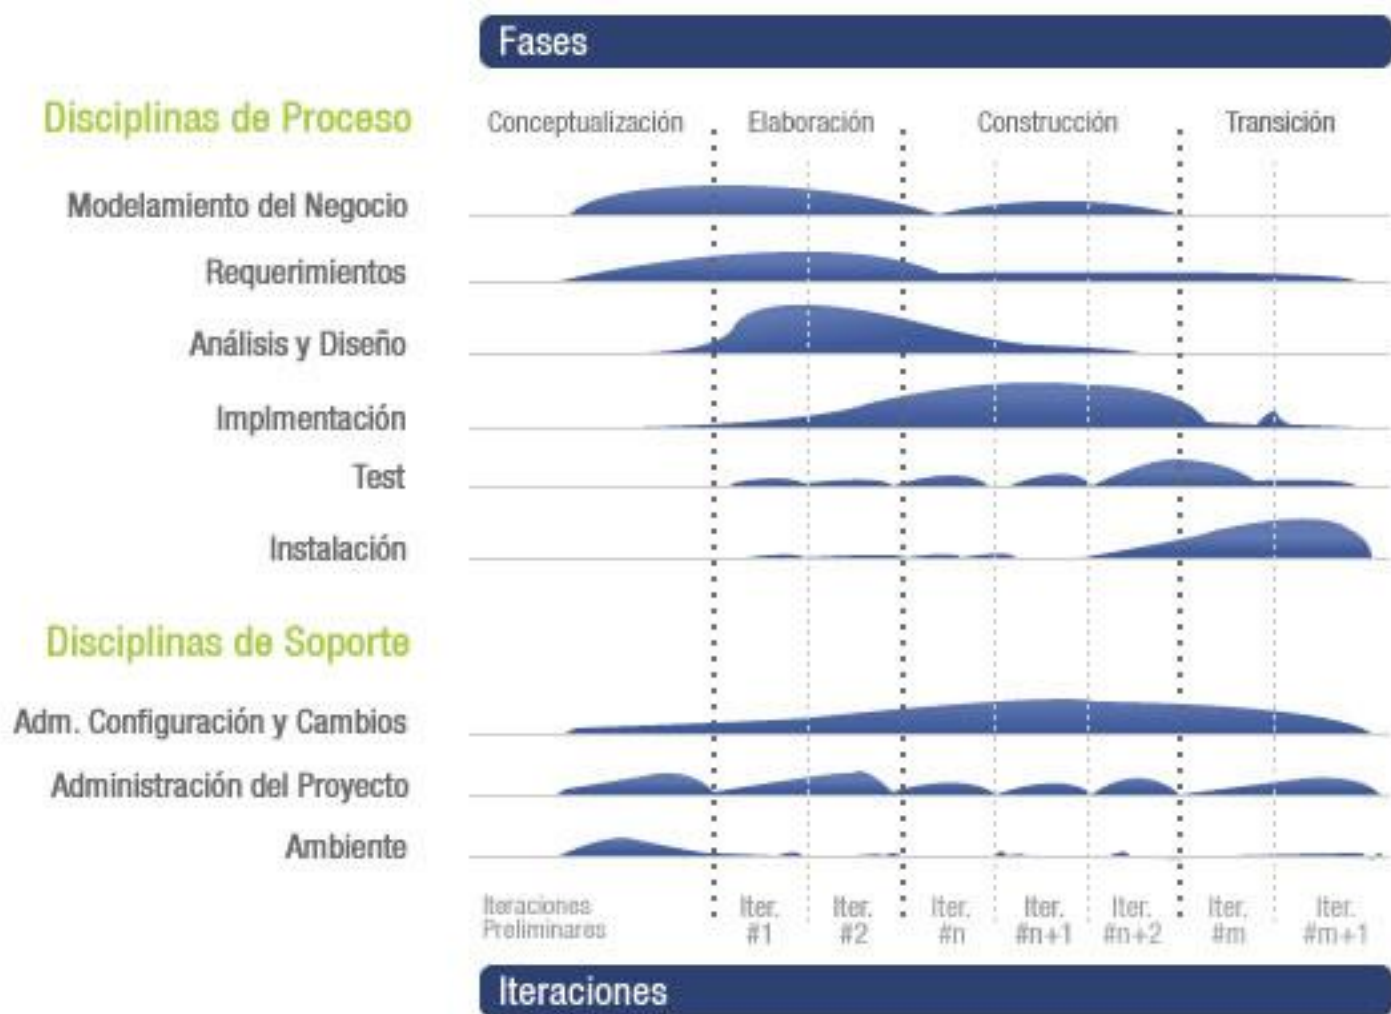 Fases
Disciplinas de Proceso
Conceptualización Elaboración Construcción Transición
Modelamiento del Negocio
Requerimientos
Análisis y Diseño
Implmentación
Test
Instalación
Disciplinas de Soporte
Adm. Configuración y Cambios
Administración del Proyecto
Ambiente
Iteraciones Iter. Iter. Iter. Iter. Iter. Iter. Iter.
Preliminares #1 #2 #n #n+1 #n+2 #m #m+1
Iteraciones